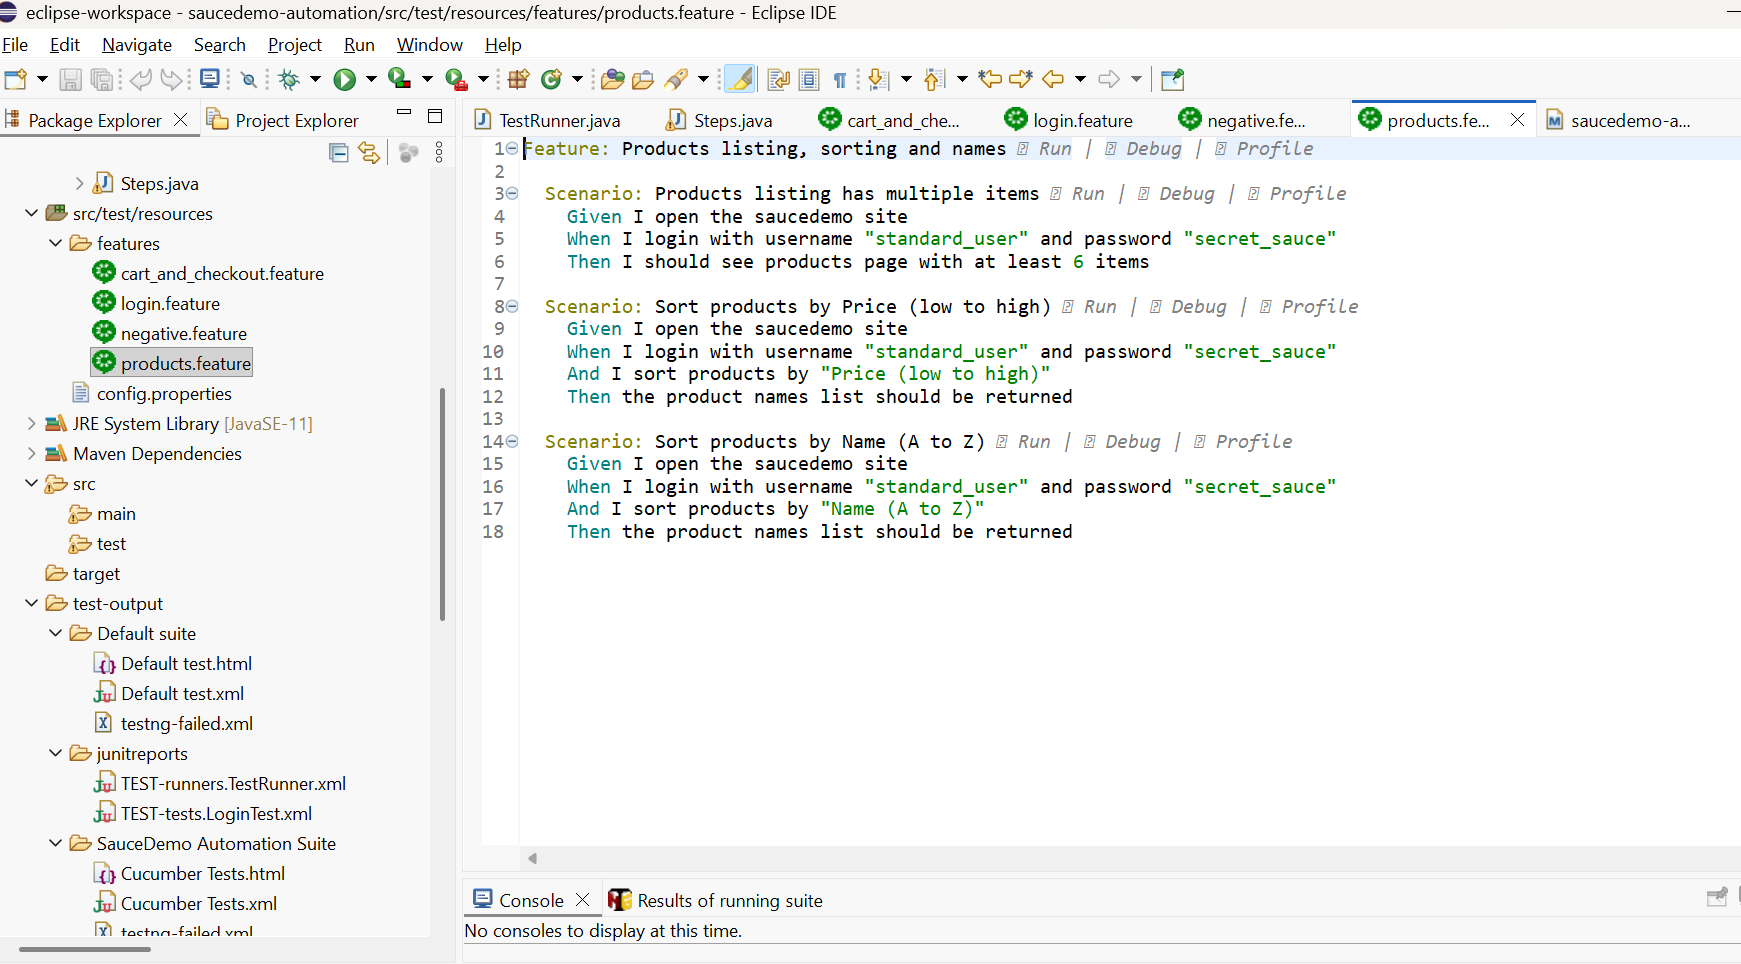 eclipse-workspace - saucedemo-automation/src/test/resources/features/products.feature - Eclipse IDE
File Edit Navigate Search Project Run Window Help
Package Explorer
Project Explorer
Steps.java
src/test/resources
features
cart_and_checkout.feature
login.feature
negative.feature
products.feature
config.properties
JRE System Library [JavaSE-11]
Maven Dependencies
src
main
test
target
test-output
Default suite
Default test.html
Default test.xml
testng-failed.xml
junitreports
TEST-runners.TestRunner.xml
TEST-tests.LoginTest.xml
SauceDemo Automation Suite
Cucumber Tests.html
Cucumber Tests.xml
testng-failed.xml
TestRunner.java Steps.java cart_and_che... login.feature negative.fe... products.fe... saucedemo-a...
1 Feature: Products listing, sorting and names Run | Debug | Profile
2
3 Scenario: Products listing has multiple items Run | Debug | Profile
4 Given I open the saucedemo site
5 When I login with username "standard_user" and password "secret_sauce"
6 Then I should see products page with at least 6 items
7
8 Scenario: Sort products by Price (low to high) Run | Debug | Profile
9 Given I open the saucedemo site
10 When I login with username "standard_user" and password "secret_sauce"
11 And I sort products by "Price (low to high)"
12 Then the product names list should be returned
13
14 Scenario: Sort products by Name (A to Z) Run | Debug | Profile
15 Given I open the saucedemo site
16 When I login with username "standard_user" and password "secret_sauce"
17 And I sort products by "Name (A to Z)"
18 Then the product names list should be returned
Console
Results of running suite
No consoles to display at this time.